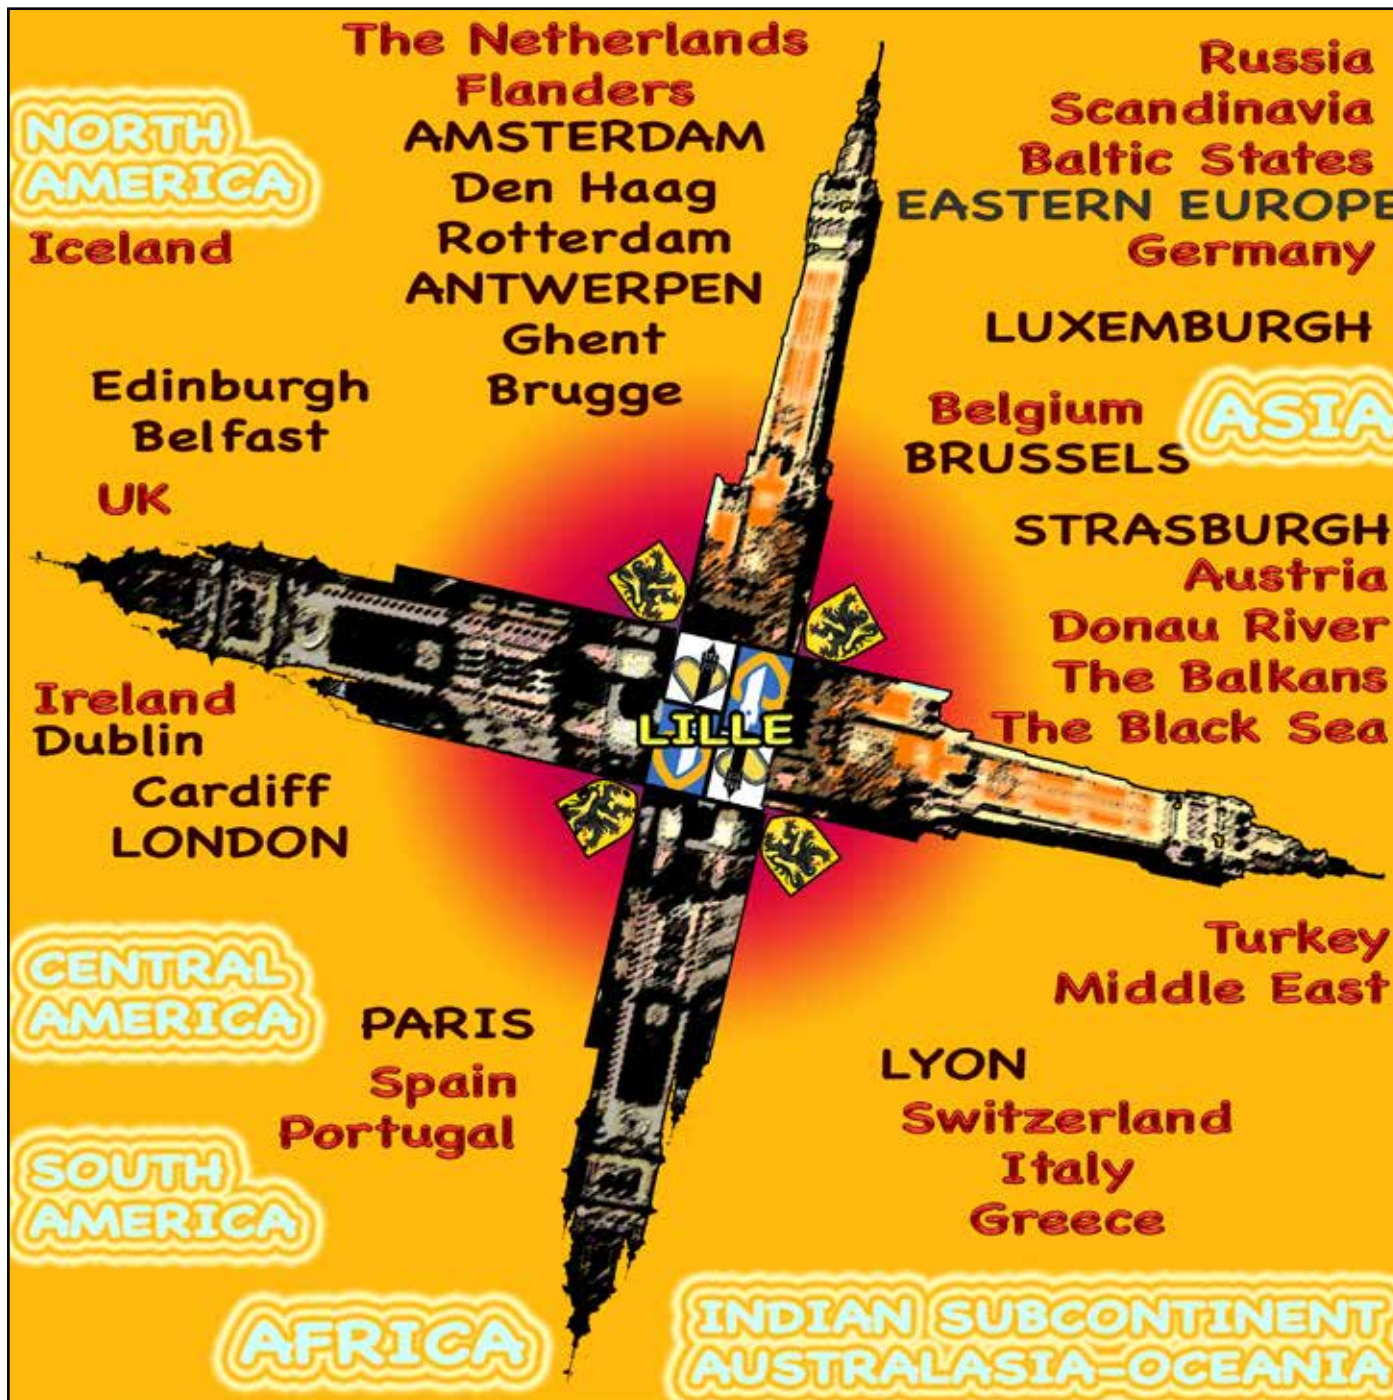 The Netherlands
Flanders
AMSTERDAM
Den Haag
Rotterdam
ANTWERPEN
Ghent
Brugge
Russia
Scandinavia
Baltic States
EASTERN EUROPE
Germany
LUXEMBURGH
Belgium
BRUSSELS
ASIA
STRASBURGH
Austria
Donau River
The Balkans
The Black Sea
NORTH
AMERICA
Iceland
Edinburgh
Belfast
UK
LILLE
Ireland
Dublin
Cardiff
LONDON
CENTRAL
AMERICA
PARIS
Spain
Portugal
SOUTH
AMERICA
AFRICA
Turkey
Middle East
LYON
Switzerland
Italy
Greece
INDIAN SUBCONTINENT
AUSTRALASIA-OCEANIA